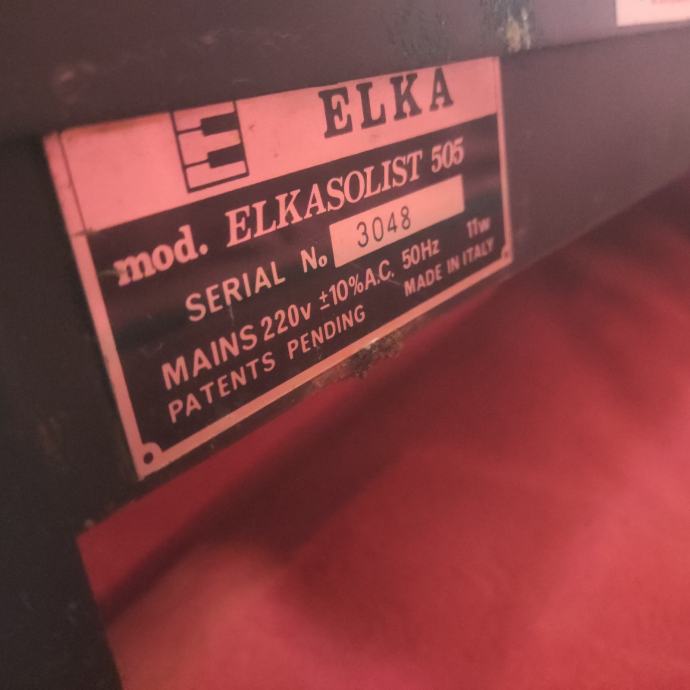 ELKA
mod. ELKASOLIST 505
SERIAL No 3048
MAINS 220v ±10% A.C. 50Hz 11w
PATENTS PENDING MADE IN ITALY